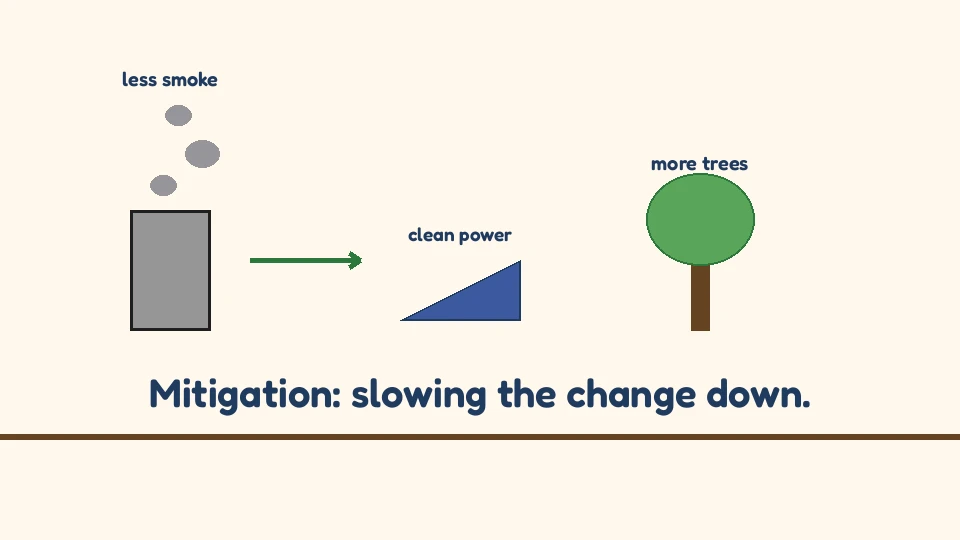 less smoke
more trees
clean power
Mitigation: slowing the change down.